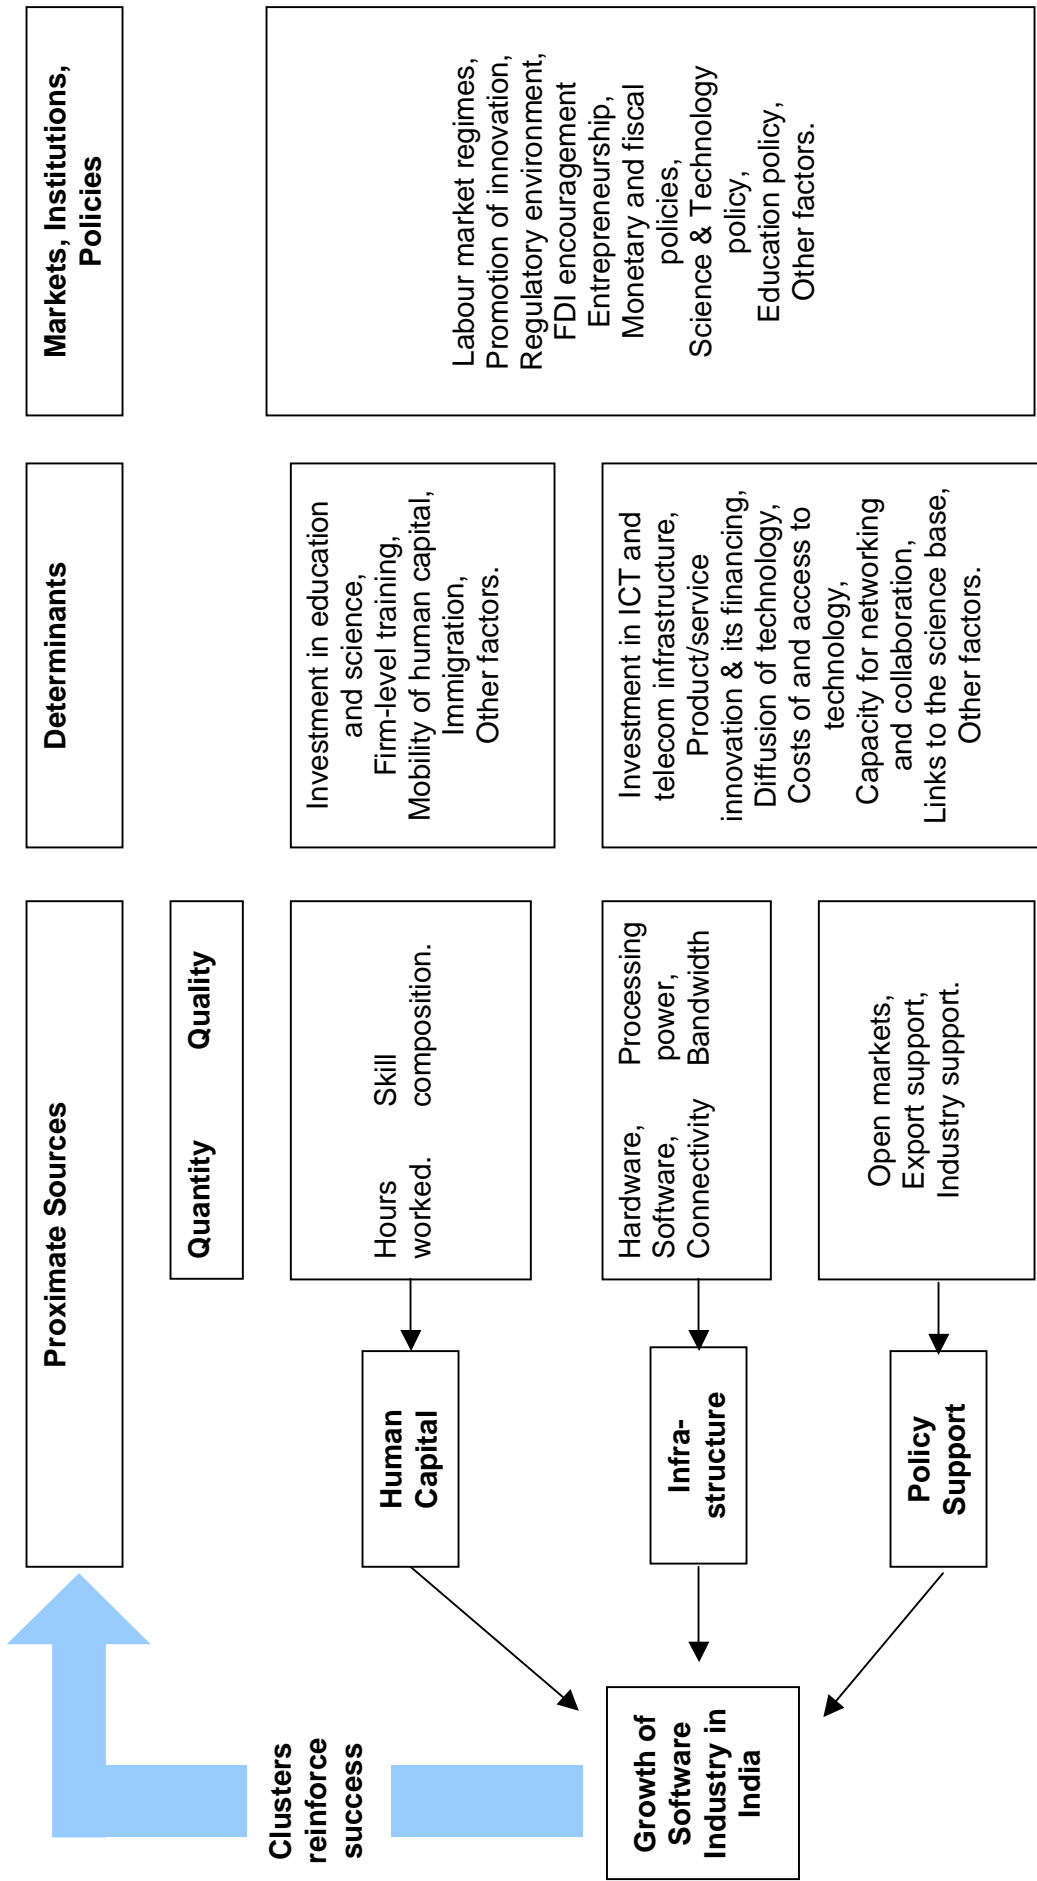 Proximate Sources
Determinants
Markets, Institutions,
Policies
Quantity Quality
Clusters
reinforce
success
Growth of
Software
Industry in
India
Human
Capital
Hours
worked.
Skill
composition.
Investment in education
and science,
Firm-level training,
Mobility of human capital,
Immigration,
Other factors.
Infra-
structure
Hardware,
Software,
Connectivity
Processing
power,
Bandwidth
Investment in ICT and
telecom infrastructure,
Product/service
innovation & its financing,
Diffusion of technology,
Costs of and access to
technology,
Capacity for networking
and collaboration,
Links to the science base,
Other factors.
Policy
Support
Open markets,
Export support,
Industry support.
Labour market regimes,
Promotion of innovation,
Regulatory environment,
FDI encouragement
Entrepreneurship,
Monetary and fiscal
policies,
Science & Technology
policy,
Education policy,
Other factors.